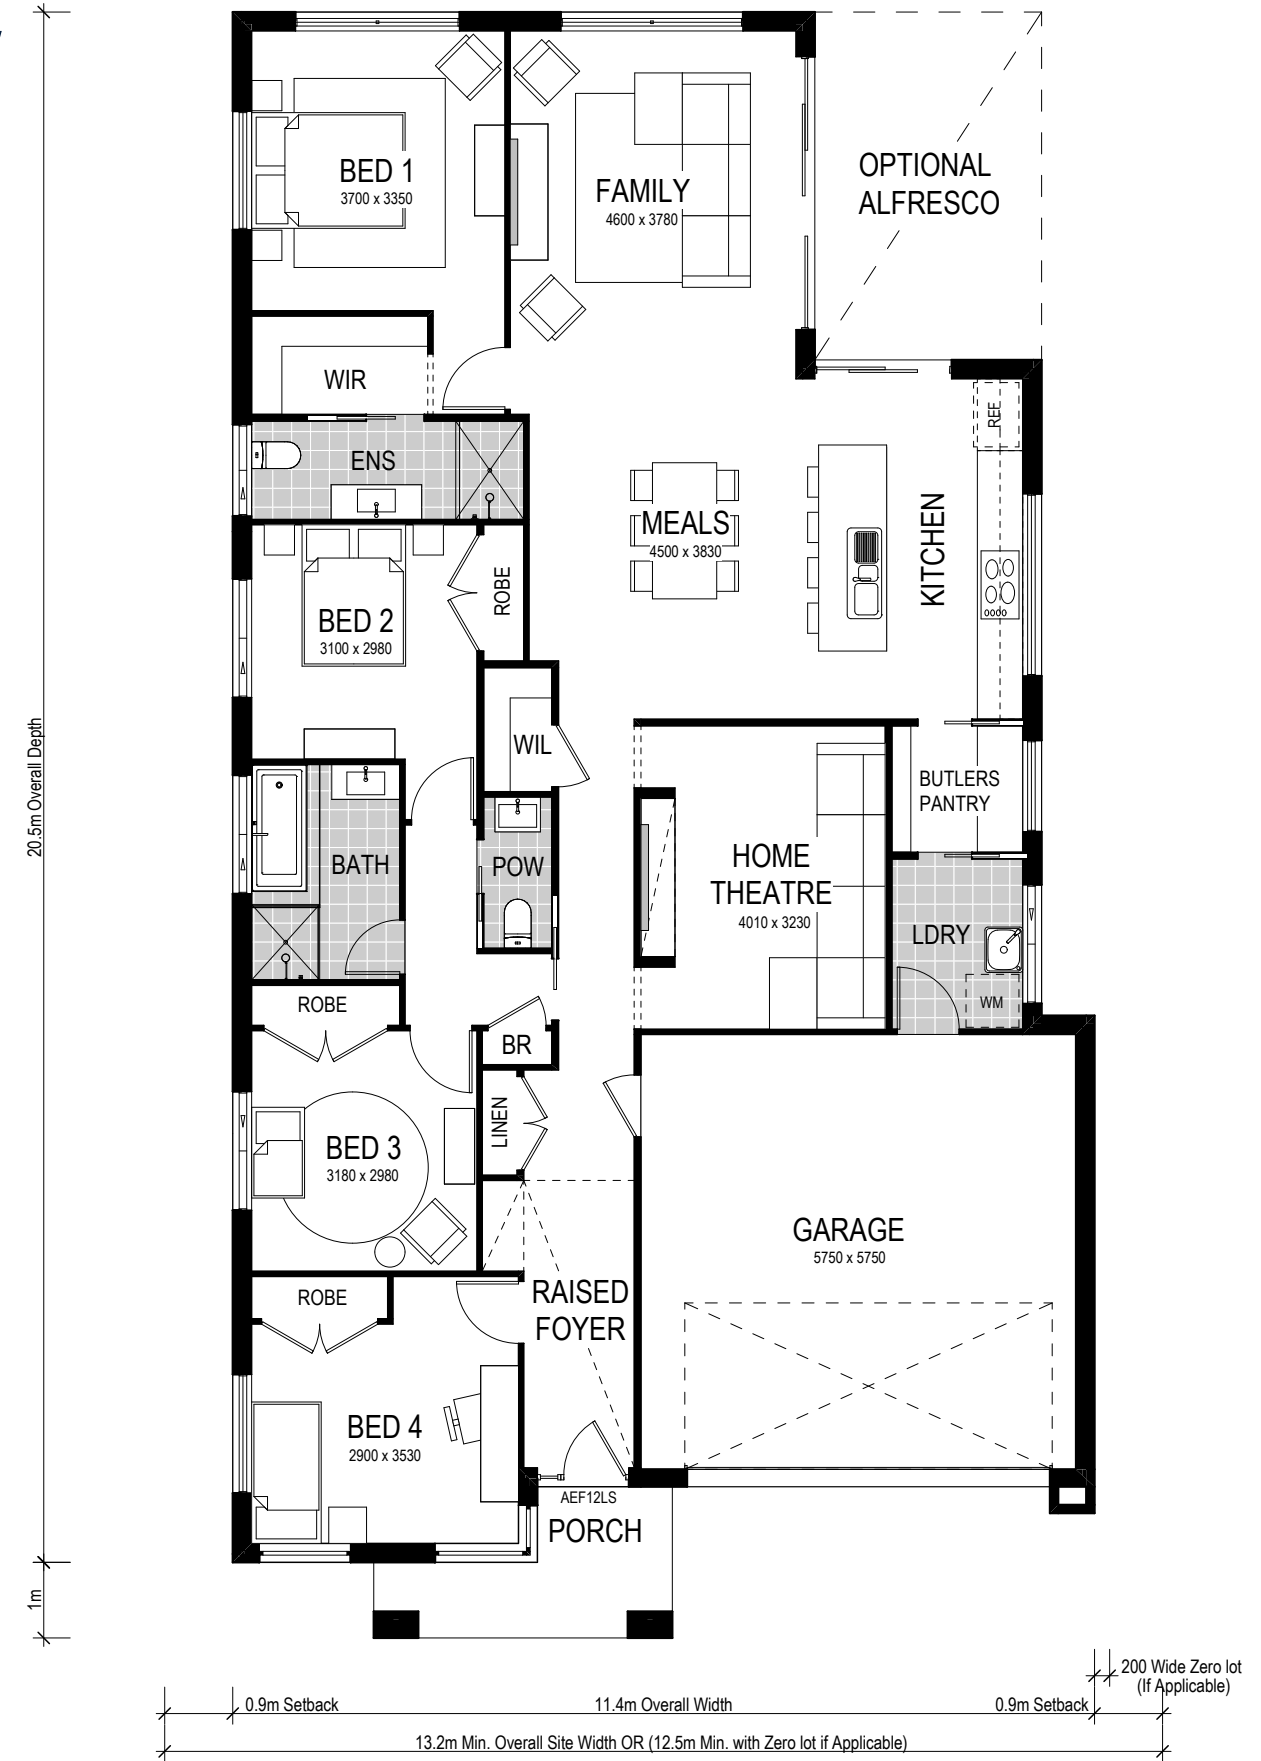 BED 1
3700 x 3350
FAMILY
4600 x 3780
OPTIONAL
ALFRESCO
WIR
REF
ENS
MEALS
4500 x 3830
KITCHEN
ROBE
BED 2
3100 x 2980
WIL
20.5m Overall Depth
BUTLERS
PANTRY
BATH
POW
HOME
THEATRE
4010 x 3230
LDRY
WM
ROBE
BR
LINEN
BED 3
3180 x 2980
GARAGE
5750 x 5750
ROBE
RAISED
FOYER
BED 4
2900 x 3530
AEF12LS
PORCH
1m
200 Wide Zero lot
(If Applicable)
0.9m Setback
11.4m Overall Width
0.9m Setback
13.2m Min. Overall Site Width OR (12.5m Min. with Zero lot if Applicable)